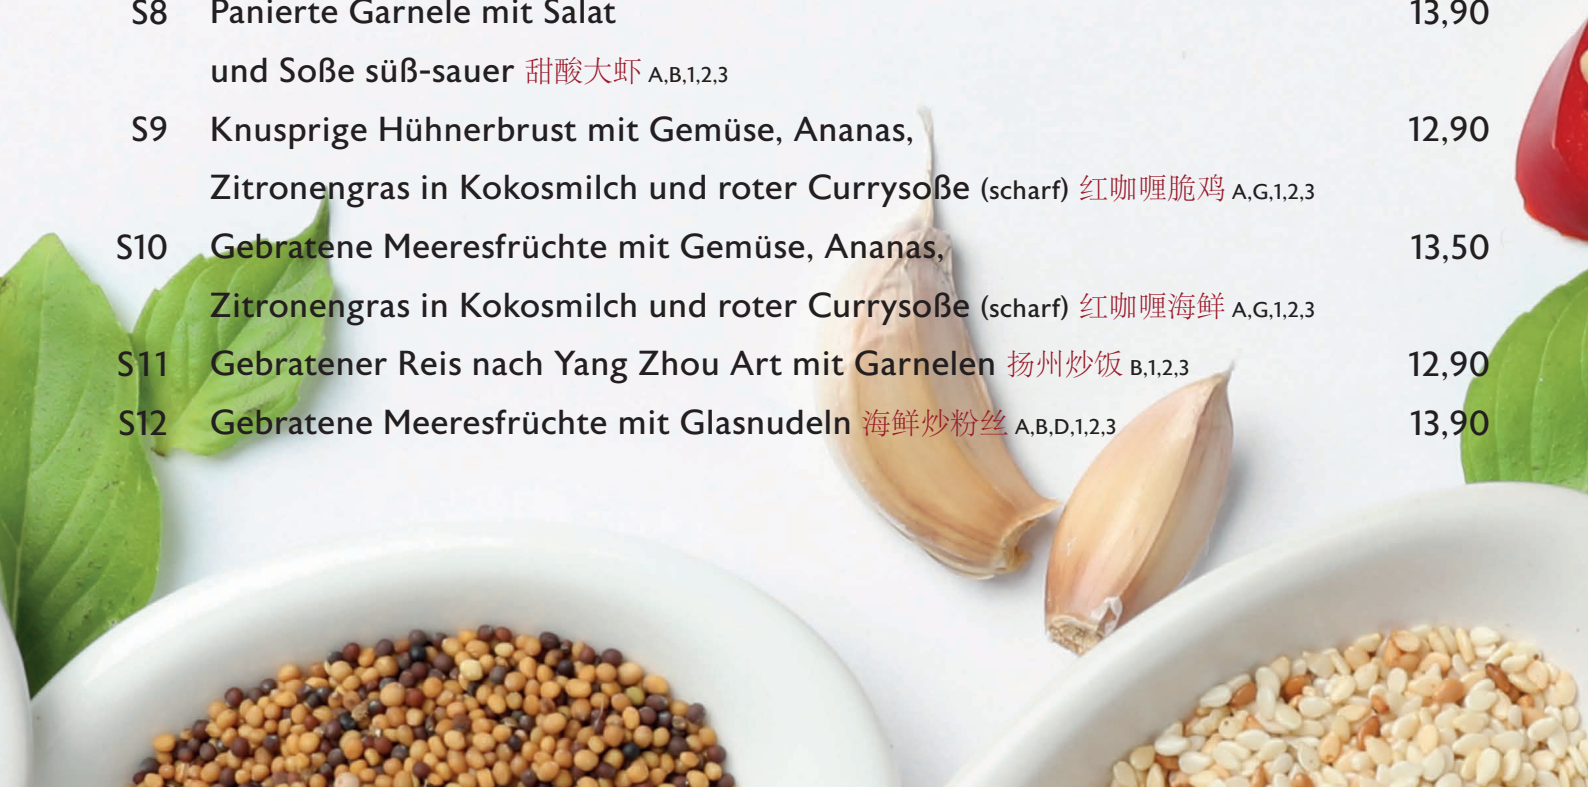 S8 Panierte Garnele mit Salat 13,90
und Soße süß-sauer 甜酸大虾 A,B,1,2,3
S9 Knusprige Hühnerbrust mit Gemüse, Ananas, 12,90
Zitronengras in Kokosmilch und roter Currysoße (scharf) 红咖喱脆鸡 A,G,1,2,3
S10 Gebratene Meeresfrüchte mit Gemüse, Ananas, 13,50
Zitronengras in Kokosmilch und roter Currysoße (scharf) 红咖喱海鲜 A,G,1,2,3
S11 Gebratener Reis nach Yang Zhou Art mit Garnelen 扬州炒饭 B,1,2,3 12,90
S12 Gebratene Meeresfrüchte mit Glasnudeln 海鲜炒粉丝 A,B,D,1,2,3 13,90